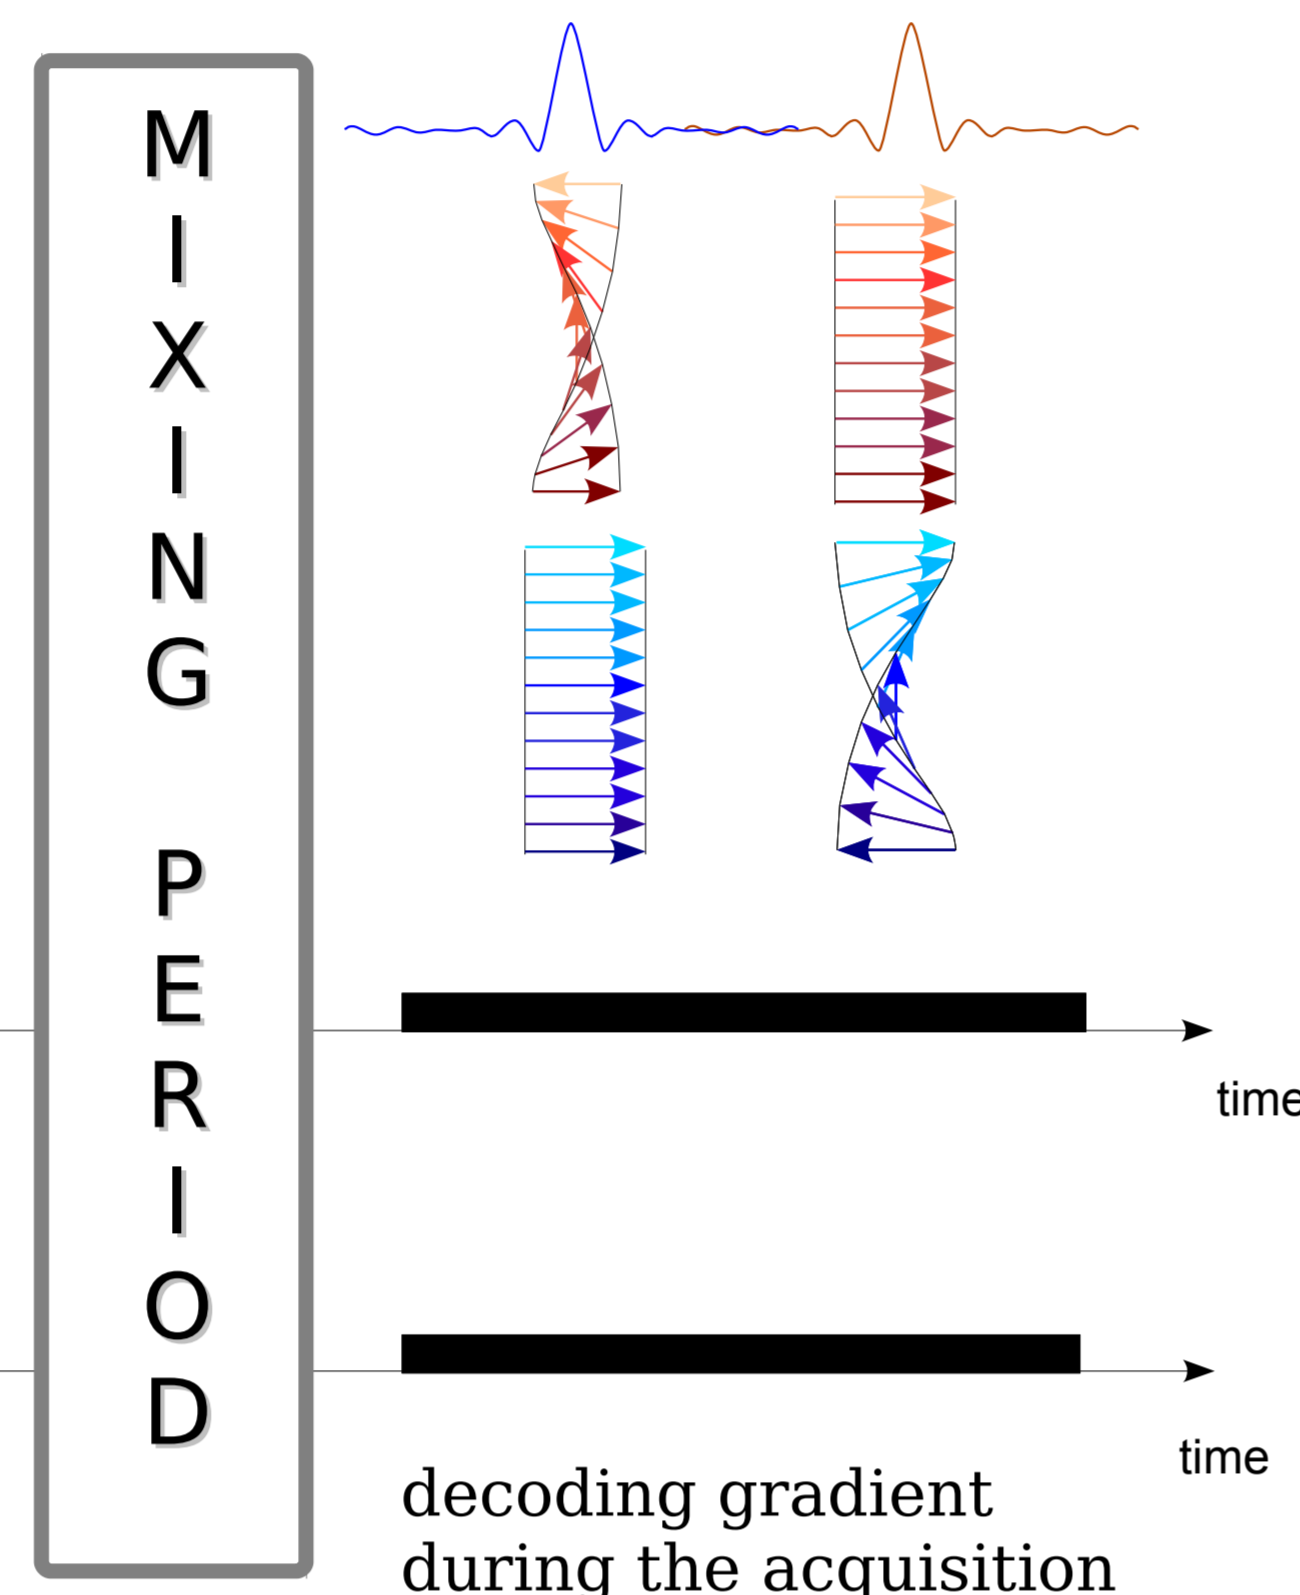 MIXING PERIOD
time
time
decoding gradient
during the acquisition